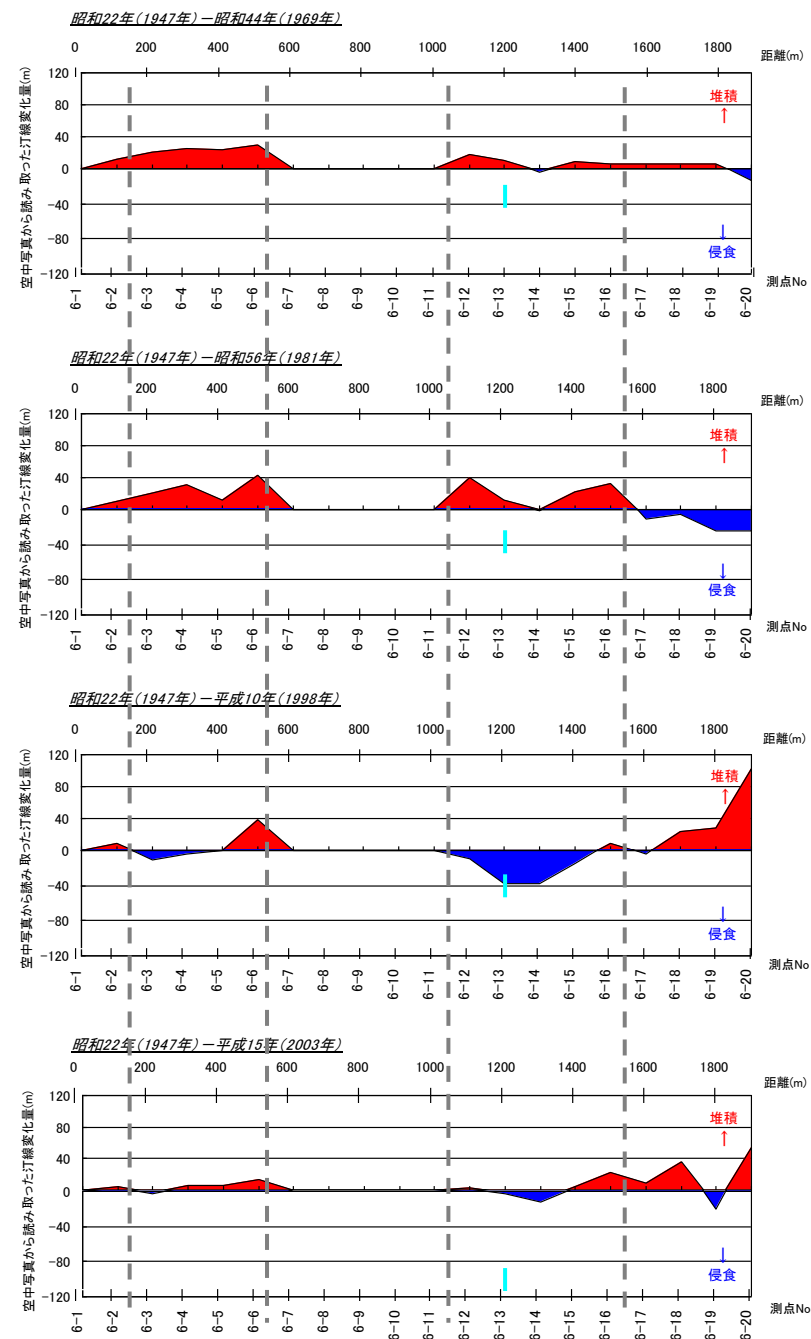 昭和22年(1947年)－昭和44年(1969年)
0 200 400 600 800 1000 1200 1400 1600 1800
距離(m)
空中写真から読み取った汀線変化量(m)
120
80
40
0
-40
-80
-120
堆積
↑
↓
侵食
6-1 6-2 6-3 6-4 6-5 6-6 6-7 6-8 6-9 6-10 6-11 6-12 6-13 6-14 6-15 6-16 6-17 6-18 6-19 6-20
測点No
昭和22年(1947年)－昭和56年(1981年)
0 200 400 600 800 1000 1200 1400 1600 1800
距離(m)
空中写真から読み取った汀線変化量(m)
120
80
40
0
-40
-80
-120
堆積
↑
↓
侵食
6-1 6-2 6-3 6-4 6-5 6-6 6-7 6-8 6-9 6-10 6-11 6-12 6-13 6-14 6-15 6-16 6-17 6-18 6-19 6-20
測点No
昭和22年(1947年)－平成10年(1998年)
0 200 400 600 800 1000 1200 1400 1600 1800
距離(m)
空中写真から読み取った汀線変化量(m)
120
80
40
0
-40
-80
-120
堆積
↑
↓
侵食
6-1 6-2 6-3 6-4 6-5 6-6 6-7 6-8 6-9 6-10 6-11 6-12 6-13 6-14 6-15 6-16 6-17 6-18 6-19 6-20
測点No
昭和22年(1947年)－平成15年(2003年)
0 200 400 600 800 1000 1200 1400 1600 1800
距離(m)
空中写真から読み取った汀線変化量(m)
120
80
40
0
-40
-80
-120
堆積
↑
↓
侵食
6-1 6-2 6-3 6-4 6-5 6-6 6-7 6-8 6-9 6-10 6-11 6-12 6-13 6-14 6-15 6-16 6-17 6-18 6-19 6-20
測点No